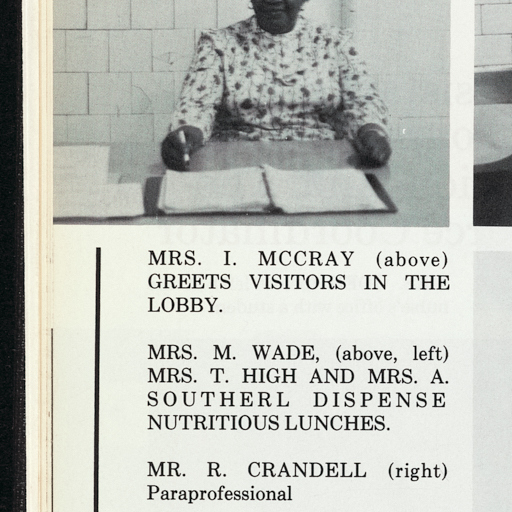 MRS. I. MCCRAY (above)
GREETS VISITORS IN THE
LOBBY.
MRS. M. WADE, (above, left)
MRS. T. HIGH AND MRS. A.
SOUTHERL DISPENSE
NUTRITIOUS LUNCHES.
MR. R. CRANDELL (right)
Paraprofessional